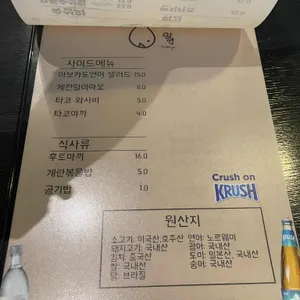 사이드메뉴
아보카도연어 샐러드 15.0
계란말이마요 8.0
타코 와사비 5.0
타코야끼 4.0
식사류
후토마끼 16.0
계란볶음밥 5.0
공기밥 1.0
Crush on
KRUSH
원산지
소고기: 미국산,호주산 연어: 노르웨이
돼지고기: 국내산 광어: 국내산
김치: 중국산 도미: 일본산, 국내산
쌀: 국내산 숭어: 국내산
닭: 브라질